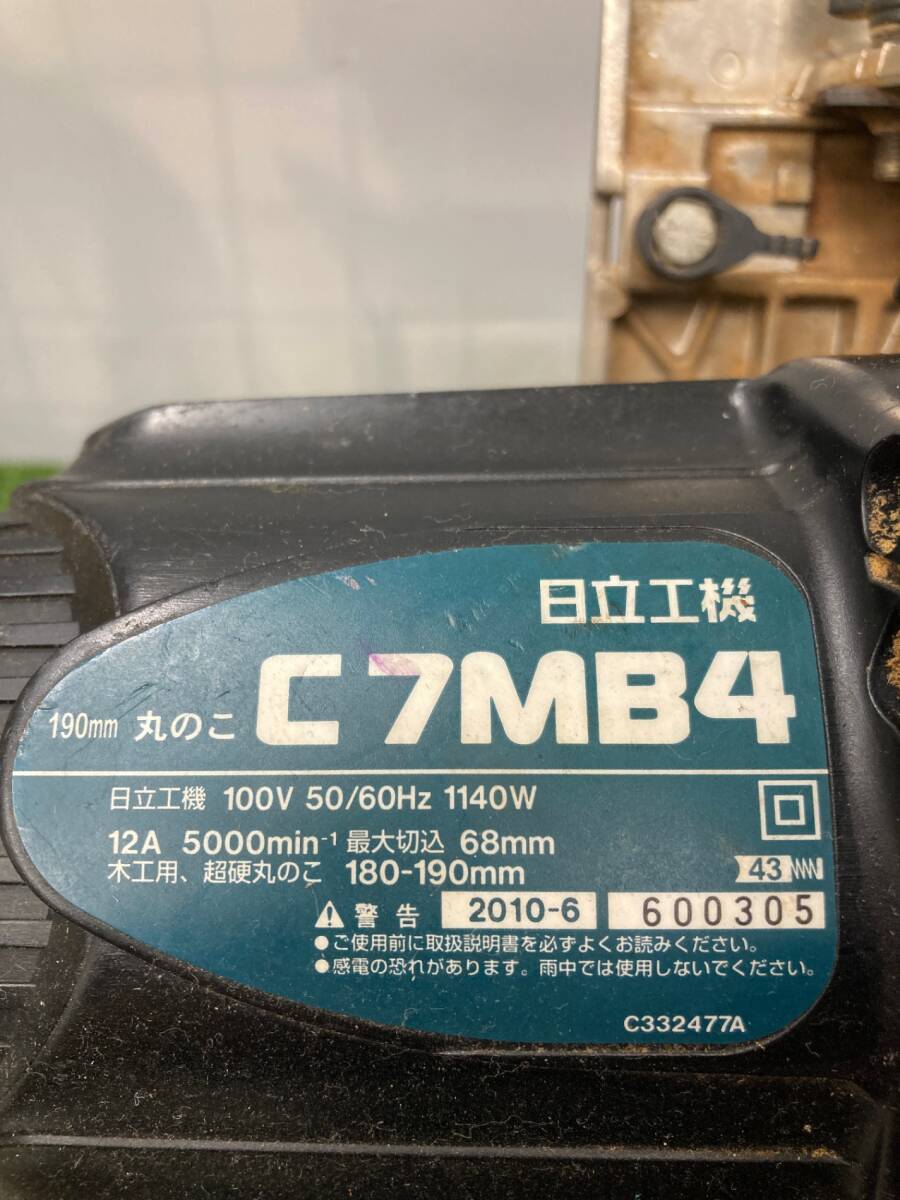 日立工機
190mm 丸のこ C7MB4
日立工機 100V 50/60Hz 1140W
12A 5000min⁻¹ 最大切込 68mm
木工用、超硬丸のこ 180-190mm
43
警告 2010-6 600305
●ご使用前に取扱説明書を必ずよくお読みください。
●感電の恐れがあります。雨中では使用しないでください。
C332477A